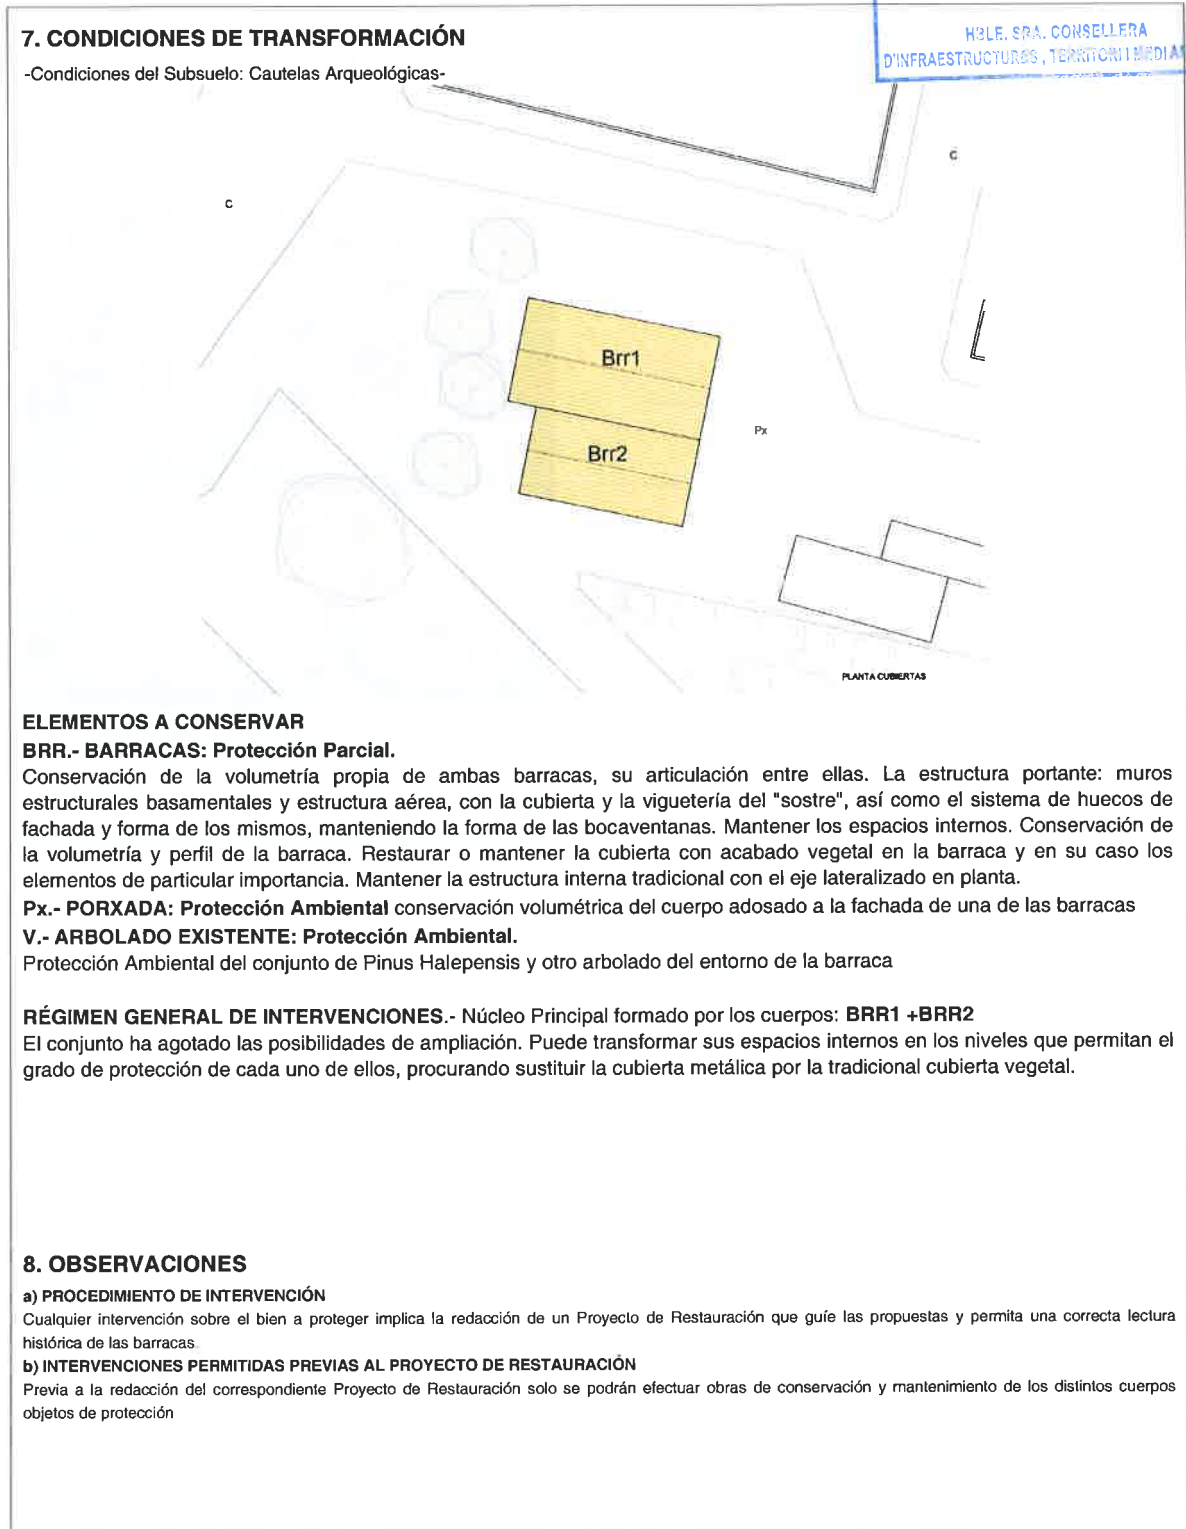 7. CONDICIONES DE TRANSFORMACIÓN
HBLE. SRA. CONSELLERA
D'INFRAESTRUCTURES, TERRITORI I MEDI A
-Condiciones del Subsuelo: Cautelas Arqueológicas-
C
C
Brr1
Px
Brr2
PLANTA CUBIERTAS
ELEMENTOS A CONSERVAR
BRR.- BARRACAS: Protección Parcial.
Conservación de la volumetría propia de ambas barracas, su articulación entre ellas. La estructura portante: muros
estructurales basamentales y estructura aérea, con la cubierta y la viguetería del "sostre", así como el sistema de huecos de
fachada y forma de los mismos, manteniendo la forma de las bocaventanas. Mantener los espacios internos. Conservación de
la volumetría y perfil de la barraca. Restaurar o mantener la cubierta con acabado vegetal en la barraca y en su caso los
elementos de particular importancia. Mantener la estructura interna tradicional con el eje lateralizado en planta.
Px.- PORXADA: Protección Ambiental conservación volumétrica del cuerpo adosado a la fachada de una de las barracas
V.- ARBOLADO EXISTENTE: Protección Ambiental.
Protección Ambiental del conjunto de Pinus Halepensis y otro arbolado del entorno de la barraca
RÉGIMEN GENERAL DE INTERVENCIONES.- Núcleo Principal formado por los cuerpos: BRR1 +BRR2
El conjunto ha agotado las posibilidades de ampliación. Puede transformar sus espacios internos en los niveles que permitan el
grado de protección de cada uno de ellos, procurando sustituir la cubierta metálica por la tradicional cubierta vegetal.
8. OBSERVACIONES
a) PROCEDIMIENTO DE INTERVENCIÓN
Cualquier intervención sobre el bien a proteger implica la redacción de un Proyecto de Restauración que guíe las propuestas y permita una correcta lectura
histórica de las barracas.
b) INTERVENCIONES PERMITIDAS PREVIAS AL PROYECTO DE RESTAURACIÓN
Previa a la redacción del correspondiente Proyecto de Restauración solo se podrán efectuar obras de conservación y mantenimiento de los distintos cuerpos
objetos de protección